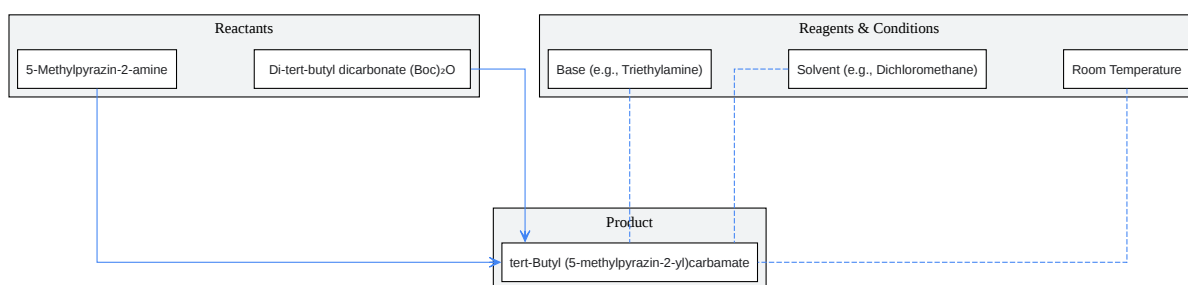 Reactants
Reagents & Conditions
5-Methylpyrazin-2-amine
Di-tert-butyl dicarbonate (Boc)₂O
Base (e.g., Triethylamine)
Solvent (e.g., Dichloromethane)
Room Temperature
Product
tert-Butyl (5-methylpyrazin-2-yl)carbamate